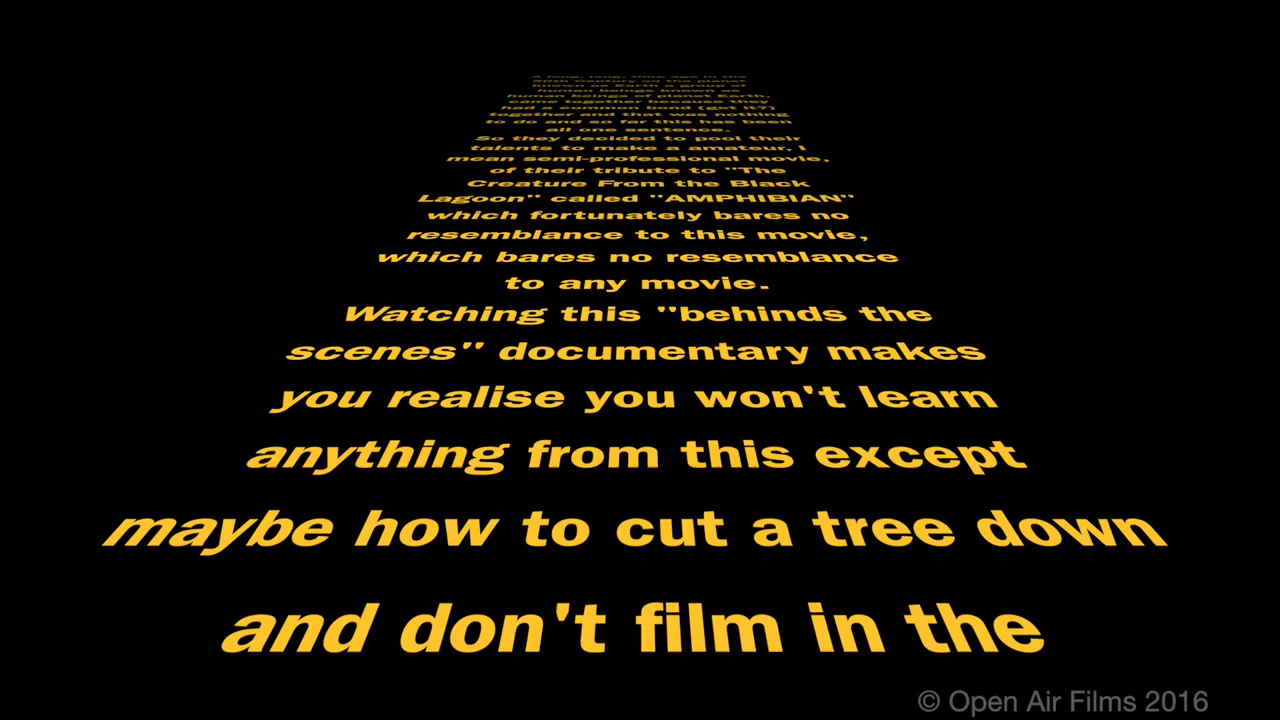 A long, long, time ago in the
20th Century on the planet
known as Earth a group of
human beings known as
human beings of planet Earth,
came together because they
had a common bond (get it?)
together and that was nothing
to do and so far this has been
all one sentence.
So they decided to pool their
talents to make a amateur, I
mean semi-professional movie,
of their tribute to "The
Creature From the Black
Lagoon" called "AMPHIBIAN"
which fortunately bares no
resemblance to this movie,
which bares no resemblance
to any movie.
Watching this "behinds the
scenes" documentary makes
you realise you won't learn
anything from this except
maybe how to cut a tree down
and don't film in the
© Open Air Films 2016